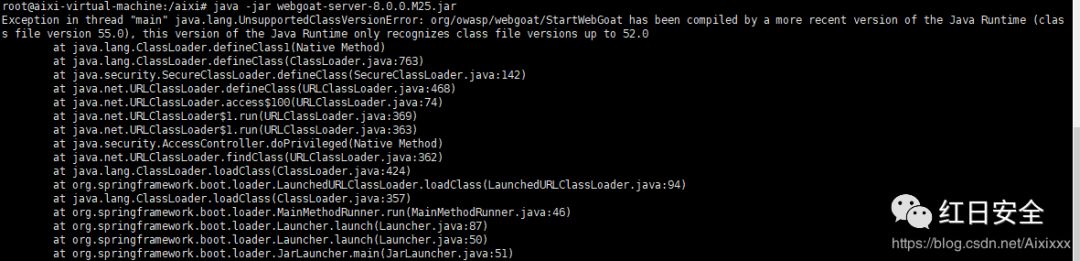 root@aixi-virtual-machine:/aixi# java -jar webgoat-server-8.0.0.M25.jar
Exception in thread "main" java.lang.UnsupportedClassVersionError: org/owasp/webgoat/StartWebGoat has been compiled by a more recent version of the Java Runtime (clas
s file version 55.0), this version of the Java Runtime only recognizes class file versions up to 52.0
at java.lang.ClassLoader.defineClass1(Native Method)
at java.lang.ClassLoader.defineClass(ClassLoader.java:763)
at java.security.SecureClassLoader.defineClass(SecureClassLoader.java:142)
at java.net.URLClassLoader.defineClass(URLClassLoader.java:468)
at java.net.URLClassLoader.access$100(URLClassLoader.java:74)
at java.net.URLClassLoader$1.run(URLClassLoader.java:369)
at java.net.URLClassLoader$1.run(URLClassLoader.java:363)
at java.security.AccessController.doPrivileged(Native Method)
at java.net.URLClassLoader.findClass(URLClassLoader.java:362)
at java.lang.ClassLoader.loadClass(ClassLoader.java:424)
at org.springframework.boot.loader.LaunchedURLClassLoader.loadClass(LaunchedURLClassLoader.java:94)
at java.lang.ClassLoader.loadClass(ClassLoader.java:357)
at org.springframework.boot.loader.MainMethodRunner.run(MainMethodRunner.java:46)
at org.springframework.boot.loader.Launcher.launch(Launcher.java:87)
at org.springframework.boot.loader.Launcher.launch(Launcher.java:50)
at org.springframework.boot.loader.JarLauncher.main(JarLauncher.java:51)
红日安全
https://blog.csdn.net/Aixixxx